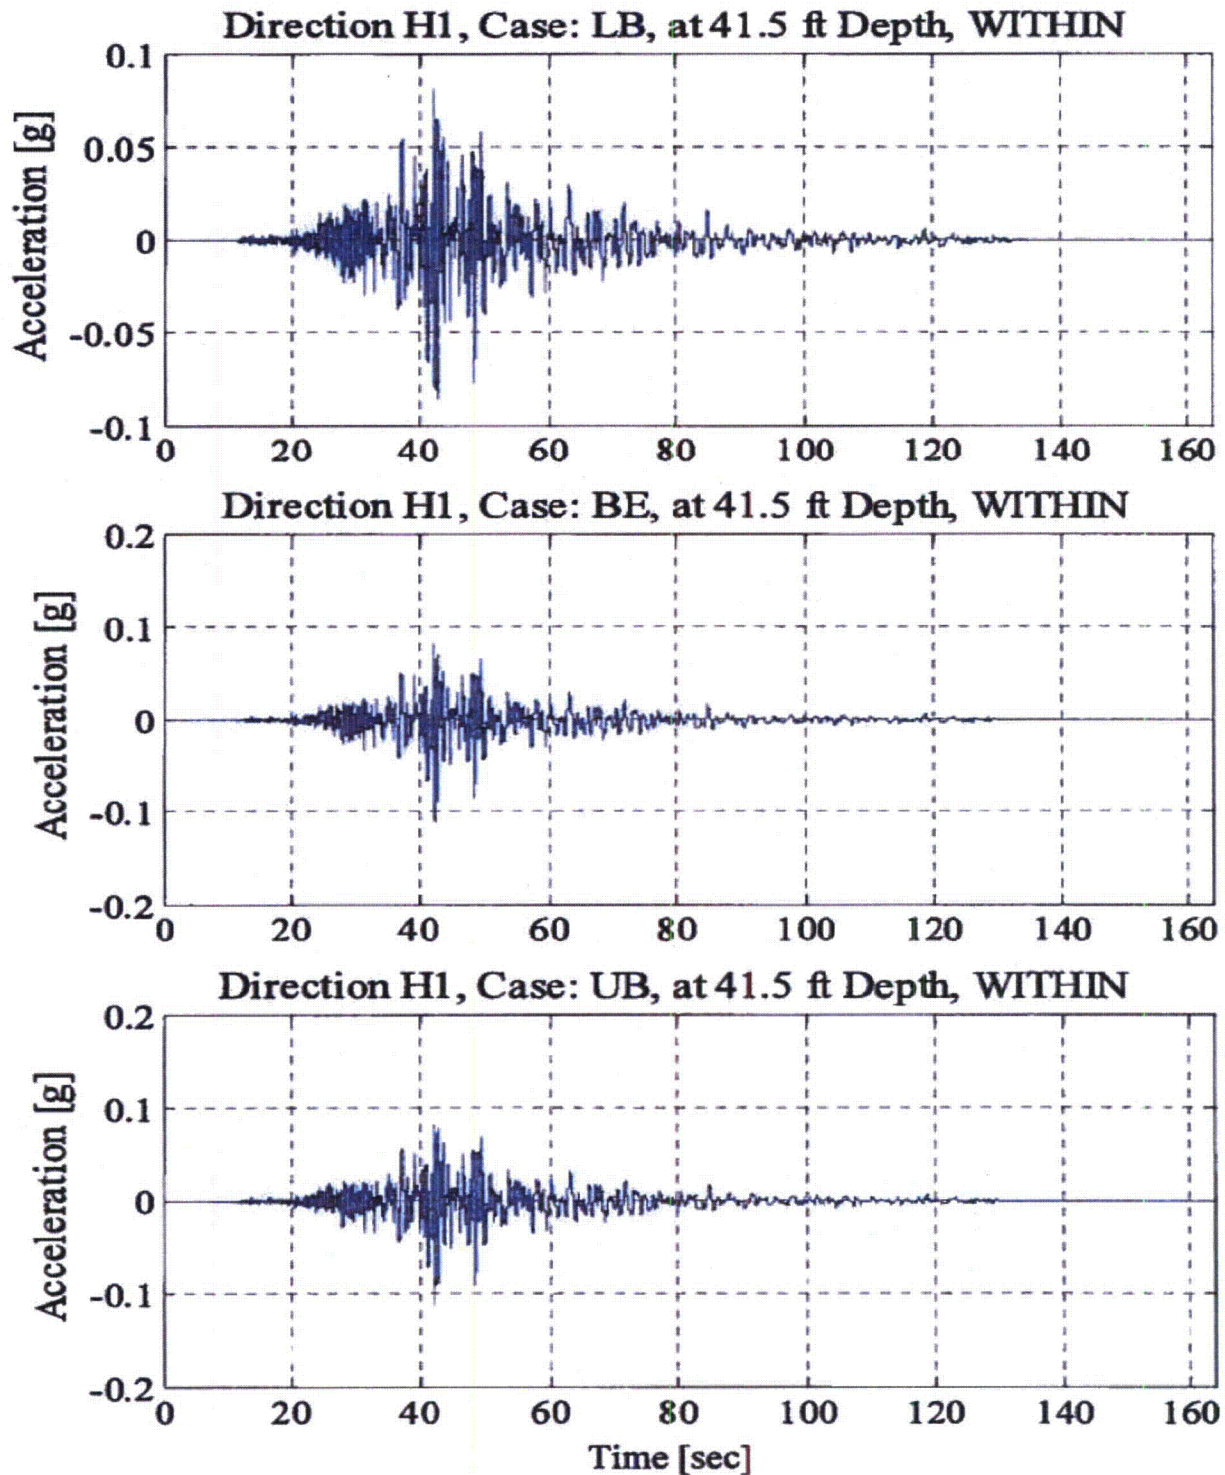 Direction H1, Case: LB, at 41.5 ft Depth, WITHIN
0.1
0.05
0
-0.05
-0.1
Acceleration [g]
0 20 40 60 80 100 120 140 160
Direction H1, Case: BE, at 41.5 ft Depth, WITHIN
0.2
0.1
0
-0.1
-0.2
Acceleration [g]
0 20 40 60 80 100 120 140 160
Direction H1, Case: UB, at 41.5 ft Depth, WITHIN
0.2
0.1
0
-0.1
-0.2
Acceleration [g]
0 20 40 60 80 100 120 140 160
Time [sec]